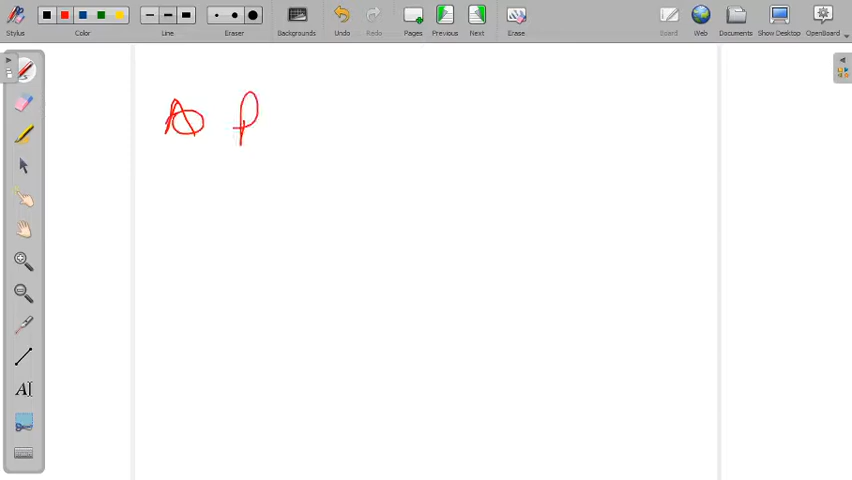 Stylus Color Line Eraser Backgrounds Undo Redo Pages Previous Next Erase Board Web Documents Show Desktop OpenBoard
A P